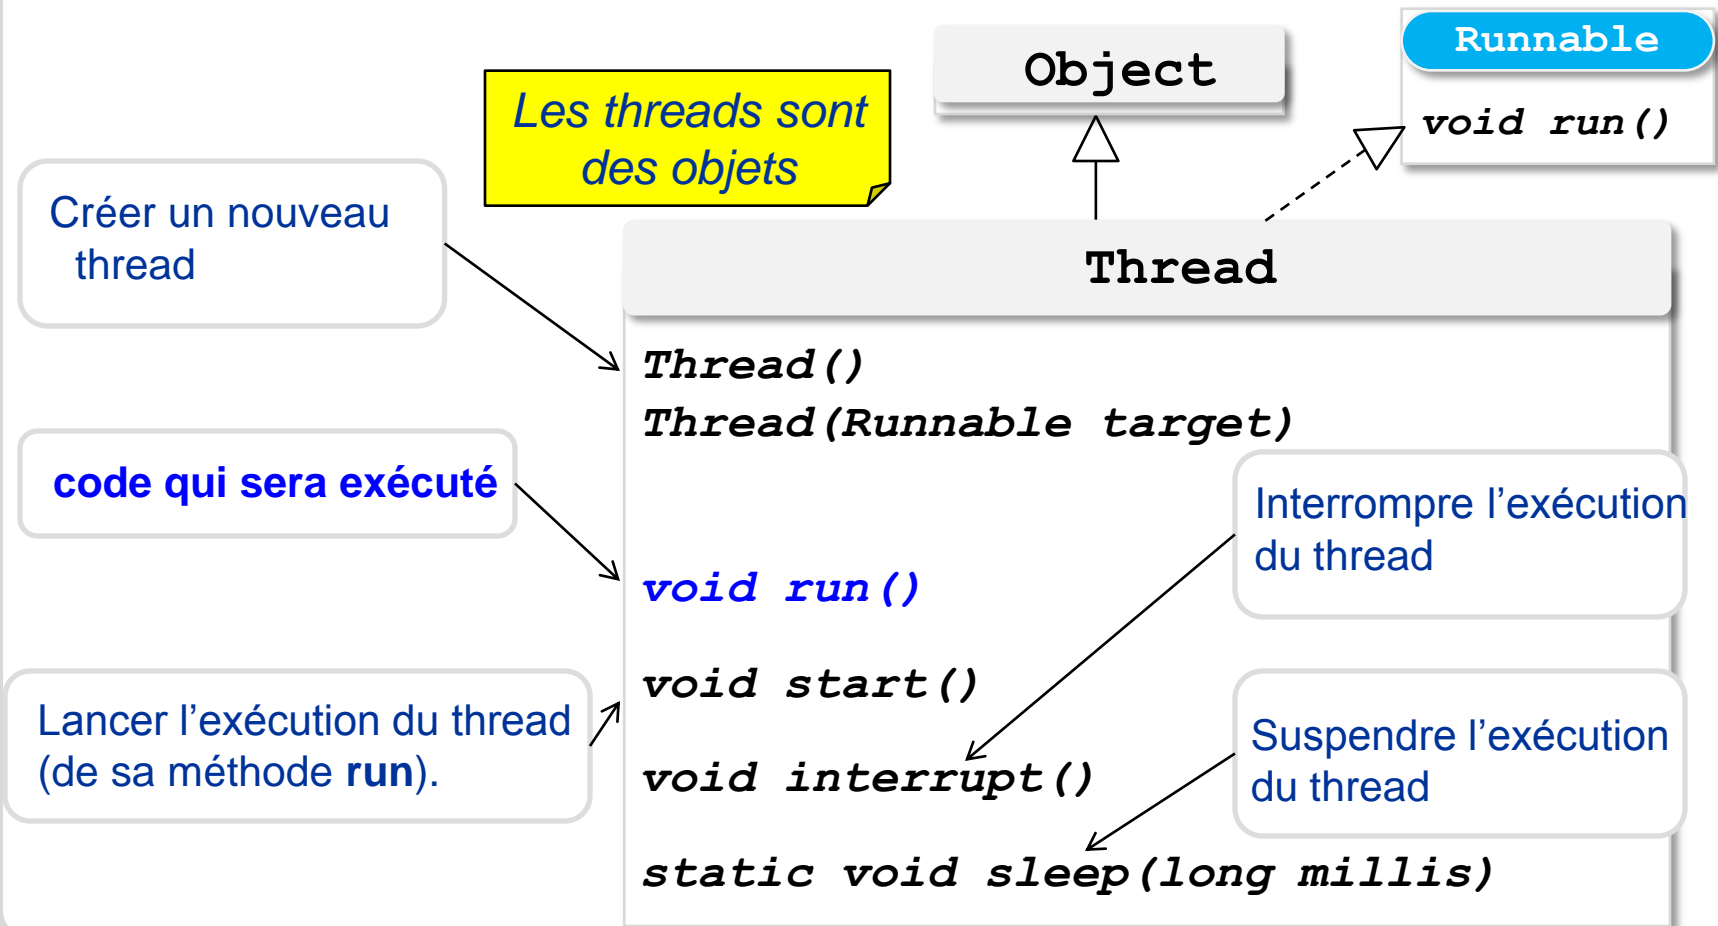 Runnable
Object
void run()
Les threads sont
des objets
Créer un nouveau
thread
Thread
Thread()
Thread(Runnable target)
code qui sera exécuté
Interrompre l’exécution
du thread
void run()
void start()
Lancer l’exécution du thread
(de sa méthode run).
Suspendre l’exécution
du thread
void interrupt()
static void sleep(long millis)